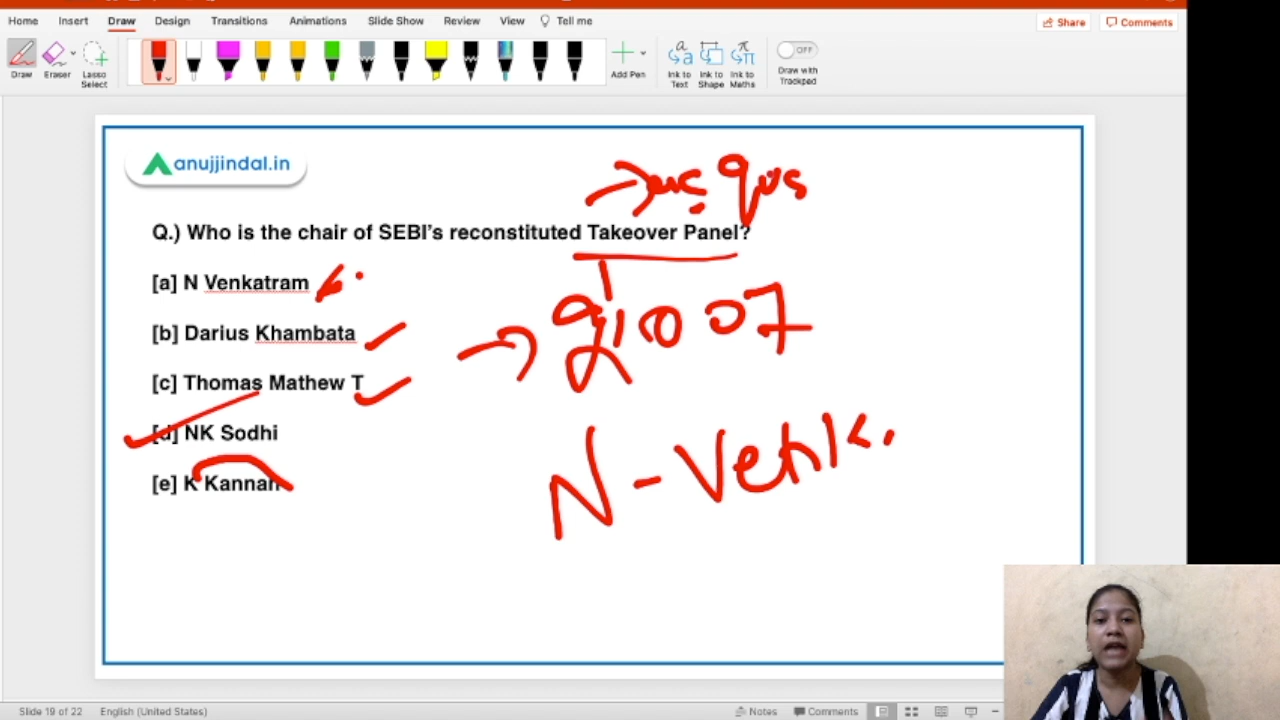 Home Insert Draw Design Transitions Animations Slide Show Review View Tell me Share Comments
Draw Eraser Lasso Select Add Pen Ink to Text Ink to Shape Ink to Maths OFF Draw with Trackpad
anujjindal.in
Q.) Who is the chair of SEBI's reconstituted Takeover Panel?
[a] N Venkatram
[b] Darius Khambata
[c] Thomas Mathew T
[d] NK Sodhi
[e] K Kannan
2007
N - Venk.
Slide 19 of 22 English (United States) Notes Comments